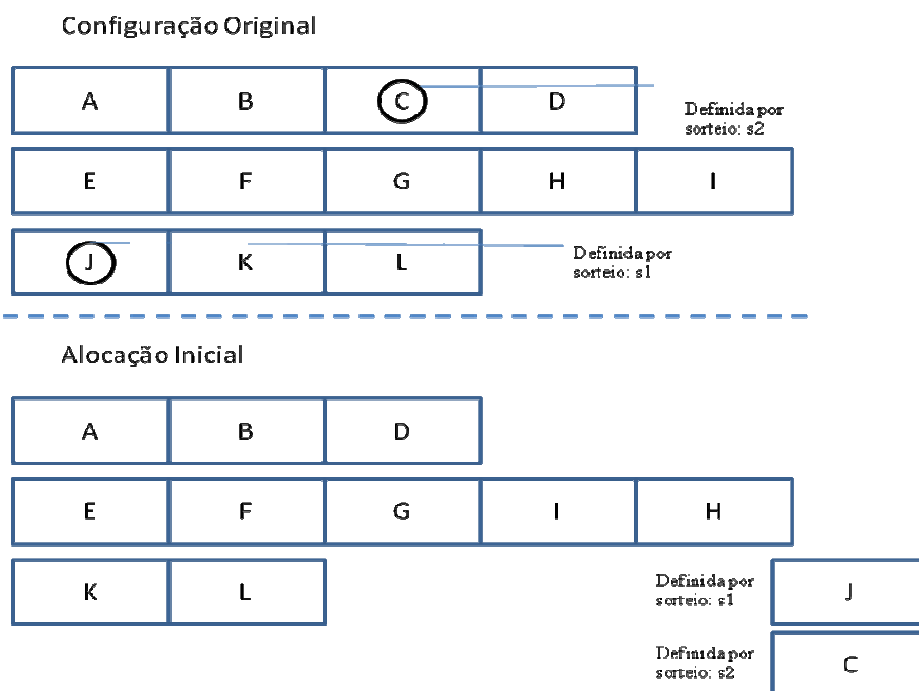 Configuração Original
A B C D
Definida por
sorteio: s2
E F G H I
J K L
Definida por
sorteio: s1
Alocação Inicial
A B D
E F G I H
K L
Definida por
sorteio: s1
J
Definida por
sorteio: s2
C